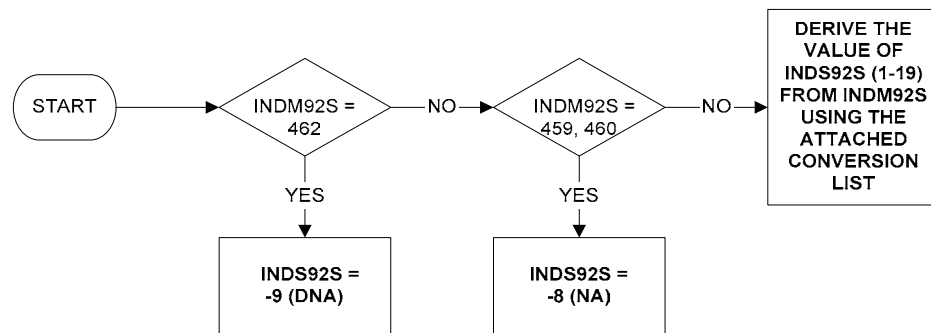 START
INDM92S =
462
NO
INDM92S =
459, 460
NO
DERIVE THE
VALUE OF
INDS92S (1-19)
FROM INDM92S
USING THE
ATTACHED
CONVERSION
LIST
YES
YES
INDS92S =
-9 (DNA)
INDS92S =
-8 (NA)